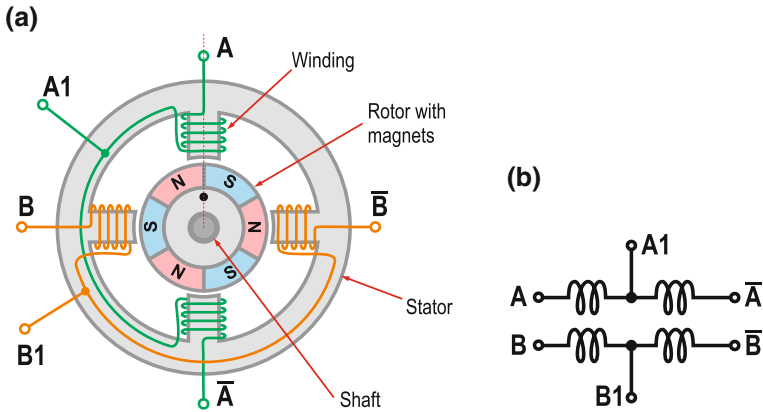 (a)
A
A1
Winding
Rotor with
magnets
N
S
B
B̅
S
N
N
S
Stator
B1
A̅
Shaft
(b)
A1
A
A̅
B
B̅
B1